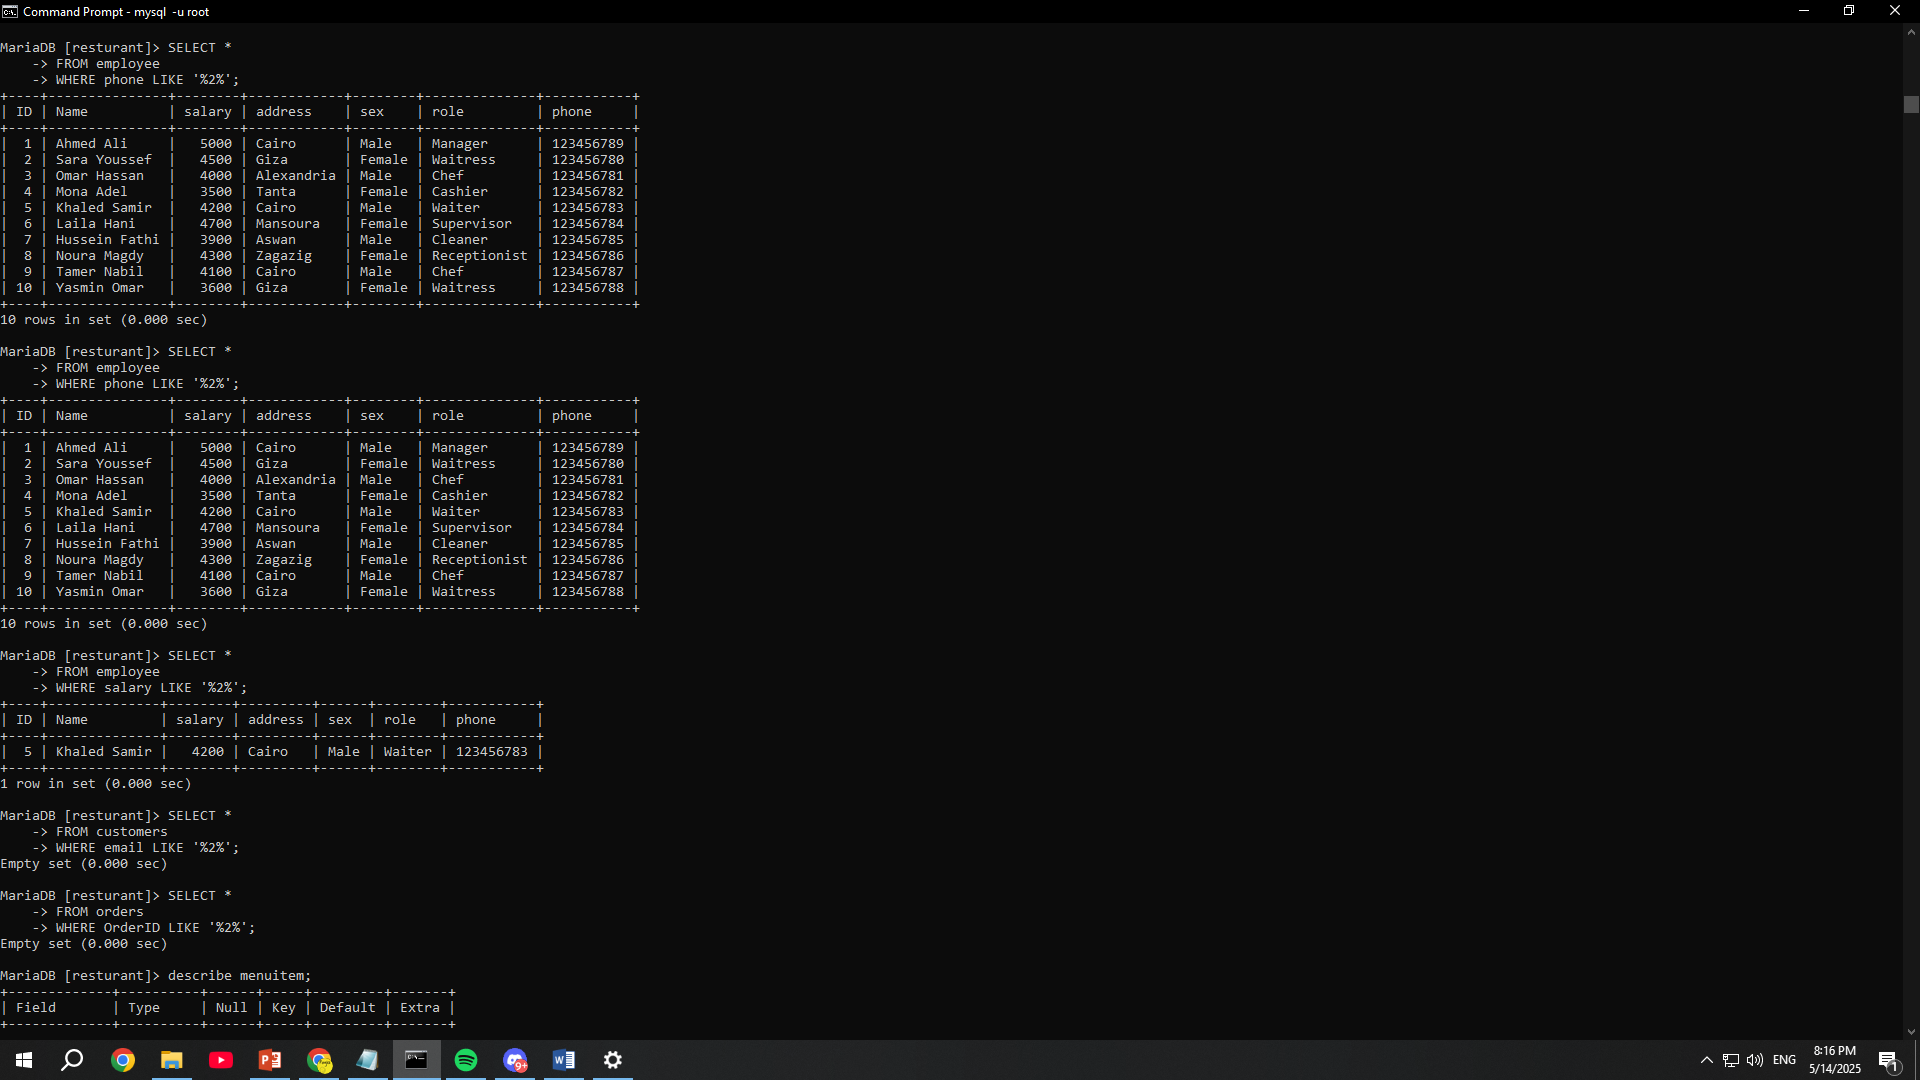 Command Prompt - mysql  -u root
MariaDB [resturant]> SELECT *
    -> FROM employee
    -> WHERE phone LIKE '%2%';
+----+---------------+--------+------------+--------+--------------+-----------+
| ID | Name          | salary | address    | sex    | role         | phone     |
+----+---------------+--------+------------+--------+--------------+-----------+
|  1 | Ahmed Ali     |   5000 | Cairo      | Male   | Manager      | 123456789 |
|  2 | Sara Youssef  |   4500 | Giza       | Female | Waitress     | 123456780 |
|  3 | Omar Hassan   |   4000 | Alexandria | Male   | Chef         | 123456781 |
|  4 | Mona Adel     |   3500 | Tanta      | Female | Cashier      | 123456782 |
|  5 | Khaled Samir  |   4200 | Cairo      | Male   | Waiter       | 123456783 |
|  6 | Laila Hani    |   4700 | Mansoura   | Female | Supervisor   | 123456784 |
|  7 | Hussein Fathi |   3900 | Aswan      | Male   | Cleaner      | 123456785 |
|  8 | Noura Magdy   |   4300 | Zagazig    | Female | Receptionist | 123456786 |
|  9 | Tamer Nabil   |   4100 | Cairo      | Male   | Chef         | 123456787 |
| 10 | Yasmin Omar   |   3600 | Giza       | Female | Waitress     | 123456788 |
+----+---------------+--------+------------+--------+--------------+-----------+
10 rows in set (0.000 sec)
MariaDB [resturant]> SELECT *
    -> FROM employee
    -> WHERE phone LIKE '%2%';
+----+---------------+--------+------------+--------+--------------+-----------+
| ID | Name          | salary | address    | sex    | role         | phone     |
+----+---------------+--------+------------+--------+--------------+-----------+
|  1 | Ahmed Ali     |   5000 | Cairo      | Male   | Manager      | 123456789 |
|  2 | Sara Youssef  |   4500 | Giza       | Female | Waitress     | 123456780 |
|  3 | Omar Hassan   |   4000 | Alexandria | Male   | Chef         | 123456781 |
|  4 | Mona Adel     |   3500 | Tanta      | Female | Cashier      | 123456782 |
|  5 | Khaled Samir  |   4200 | Cairo      | Male   | Waiter       | 123456783 |
|  6 | Laila Hani    |   4700 | Mansoura   | Female | Supervisor   | 123456784 |
|  7 | Hussein Fathi |   3900 | Aswan      | Male   | Cleaner      | 123456785 |
|  8 | Noura Magdy   |   4300 | Zagazig    | Female | Receptionist | 123456786 |
|  9 | Tamer Nabil   |   4100 | Cairo      | Male   | Chef         | 123456787 |
| 10 | Yasmin Omar   |   3600 | Giza       | Female | Waitress     | 123456788 |
+----+---------------+--------+------------+--------+--------------+-----------+
10 rows in set (0.000 sec)
MariaDB [resturant]> SELECT *
    -> FROM employee
    -> WHERE salary LIKE '%2%';
+----+--------------+--------+---------+------+--------+-----------+
| ID | Name         | salary | address | sex  | role   | phone     |
+----+--------------+--------+---------+------+--------+-----------+
|  5 | Khaled Samir |   4200 | Cairo   | Male | Waiter | 123456783 |
+----+--------------+--------+---------+------+--------+-----------+
1 row in set (0.000 sec)
MariaDB [resturant]> SELECT *
    -> FROM customers
    -> WHERE email LIKE '%2%';
Empty set (0.000 sec)
MariaDB [resturant]> SELECT *
    -> FROM orders
    -> WHERE OrderID LIKE '%2%';
Empty set (0.000 sec)
MariaDB [resturant]> describe menuitem;
+-------------+----------+------+-----+---------+-------+
| Field       | Type     | Null | Key | Default | Extra |
+-------------+----------+------+-----+---------+-------+
9+
ENG
8:16 PM
5/14/2025
1